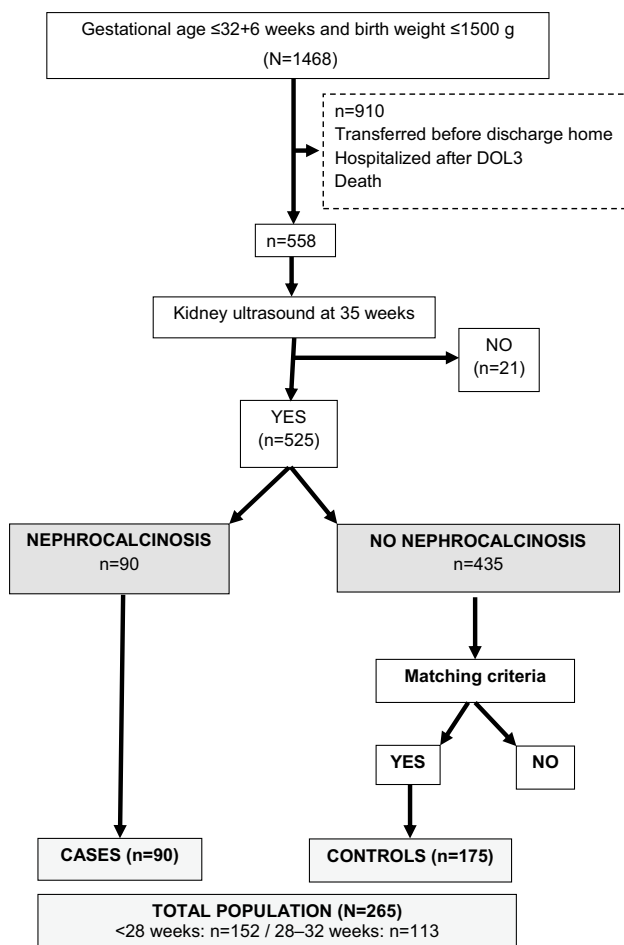 Gestational age ≤32+6 weeks and birth weight ≤1500 g
(N=1468)
n=910
Transferred before discharge home
Hospitalized after DOL3
Death
n=558
Kidney ultrasound at 35 weeks
NO
(n=21)
YES
(n=525)
NEPHROCALCINOSIS
n=90
NO NEPHROCALCINOSIS
n=435
Matching criteria
YES
NO
CASES (n=90)
CONTROLS (n=175)
TOTAL POPULATION (N=265)
<28 weeks: n=152 / 28–32 weeks: n=113